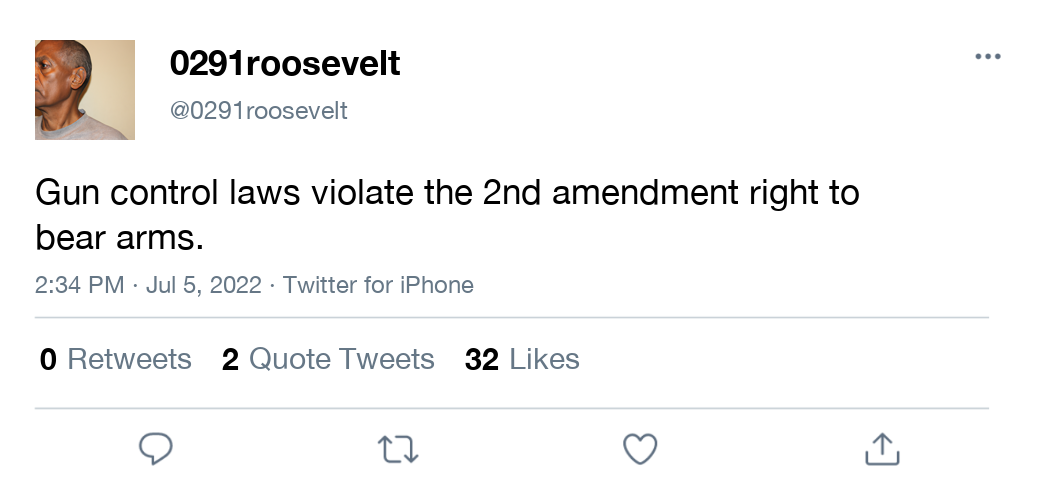 0291roosevelt
@0291roosevelt
Gun control laws violate the 2nd amendment right to
bear arms.
2:34 PM · Jul 5, 2022 · Twitter for iPhone
0 Retweets 2 Quote Tweets 32 Likes